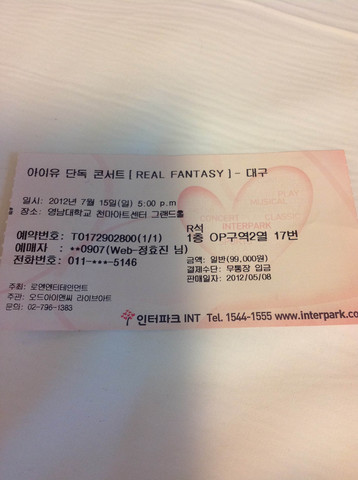 아이유 단독 콘서트 [ REAL FANTASY ] - 대구
일시: 2012년 7월 15일(일) 5:00 p.m
장소: 영남대학교 천마아트센터 그랜드홀
PLAY
MUSICAL
CONCERT CLASSIC
INTERPARK
예약번호: T0172902800(1/1)
예매자 : **0907(Web-정효진 님)
전화번호: 011-***-5146
R석
1층 OP구역2열 17번
금액: 일반(99,000원)
결제수단: 무통장 입금
판매일자: 2012/05/08
주최: 로엔엔터테인먼트
주관: 오드아이앤씨 라이브아트
문의: 02-796-1383
인터파크 INT Tel. 1544-1555 www.interpark.co